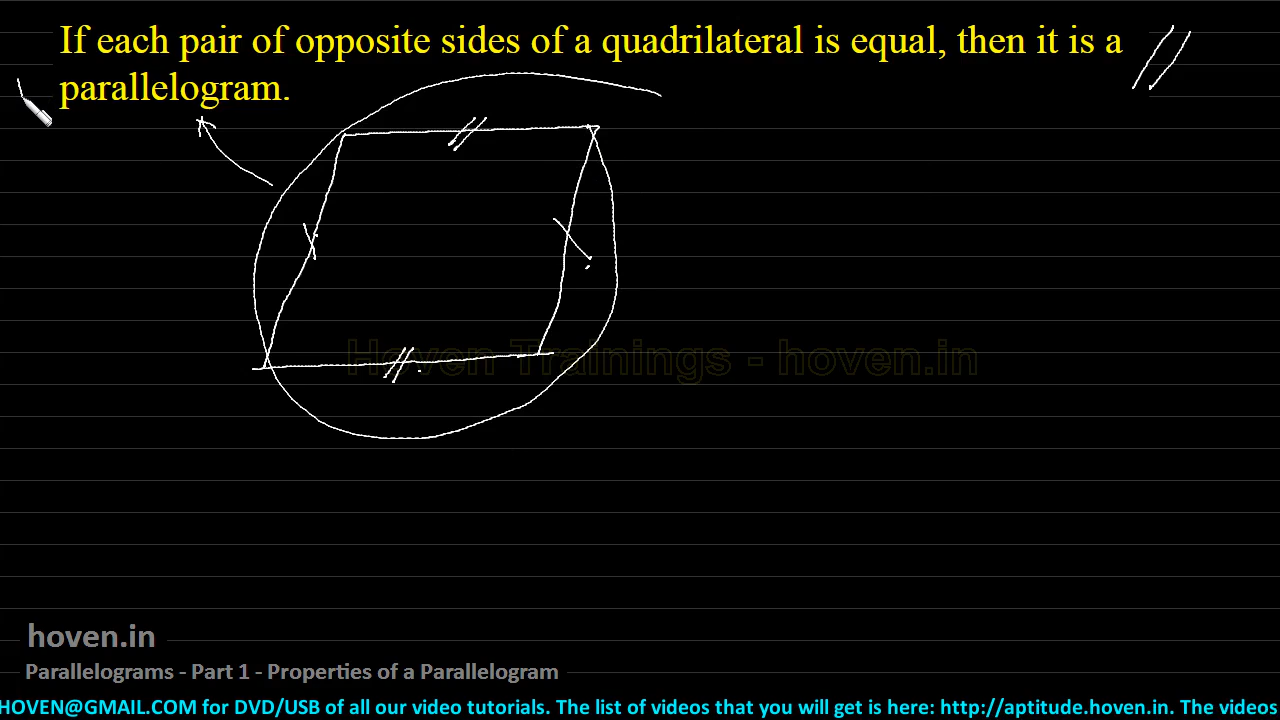 If each pair of opposite sides of a quadrilateral is equal, then it is a
parallelogram.
Hoven Trainings - hoven.in
hoven.in
Parallelograms - Part 1 - Properties of a Parallelogram
HOVEN@GMAIL.COM for DVD/USB of all our video tutorials. The list of videos that you will get is here: http://aptitude.hoven.in. The videos